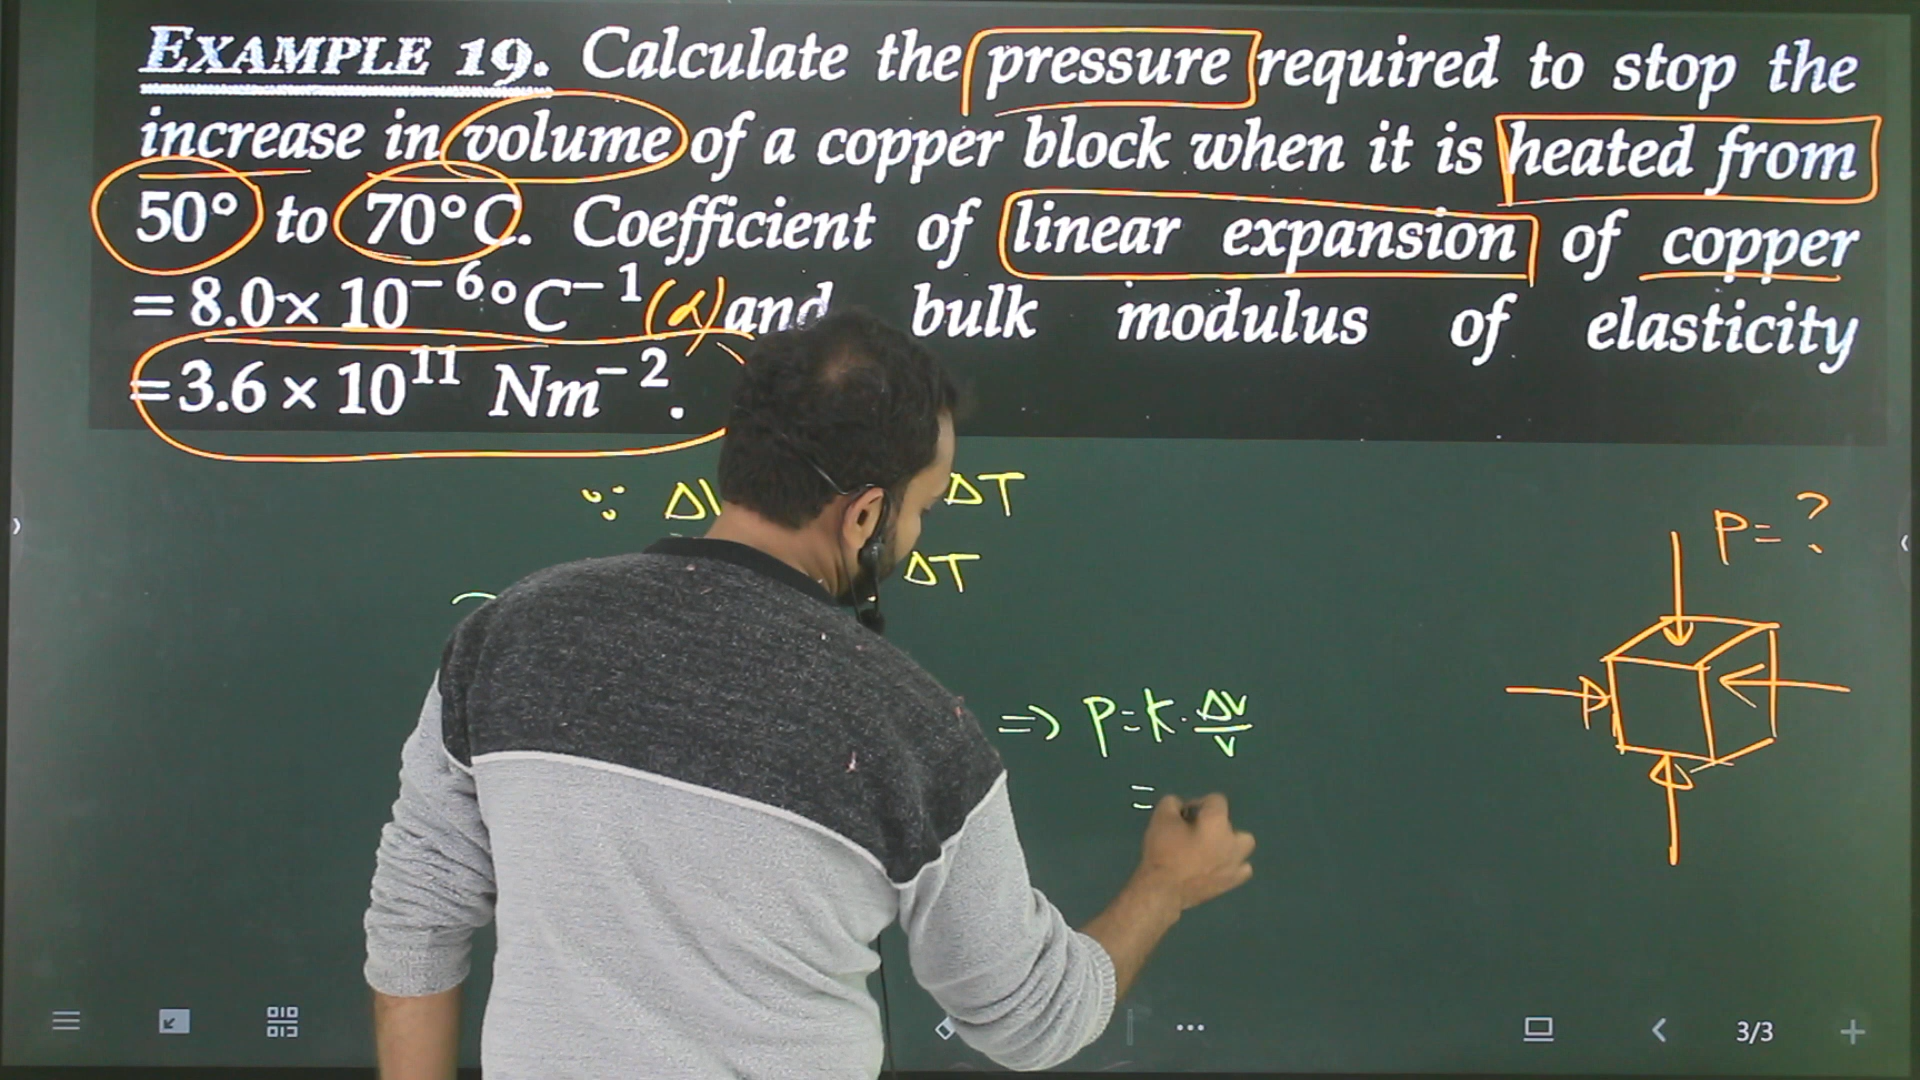 EXAMPLE 19. Calculate the pressure required to stop the
increase in volume of a copper block when it is heated from
50° to 70°C. Coefficient of linear expansion of copper
= 8.0 × 10⁻⁶ °C⁻¹ (α) and bulk modulus of elasticity
= 3.6 × 10¹¹ Nm⁻².
∵ ΔV ΔT
ΔT
P = ?
⇒ P = K · ΔV/V
=
P
3/3